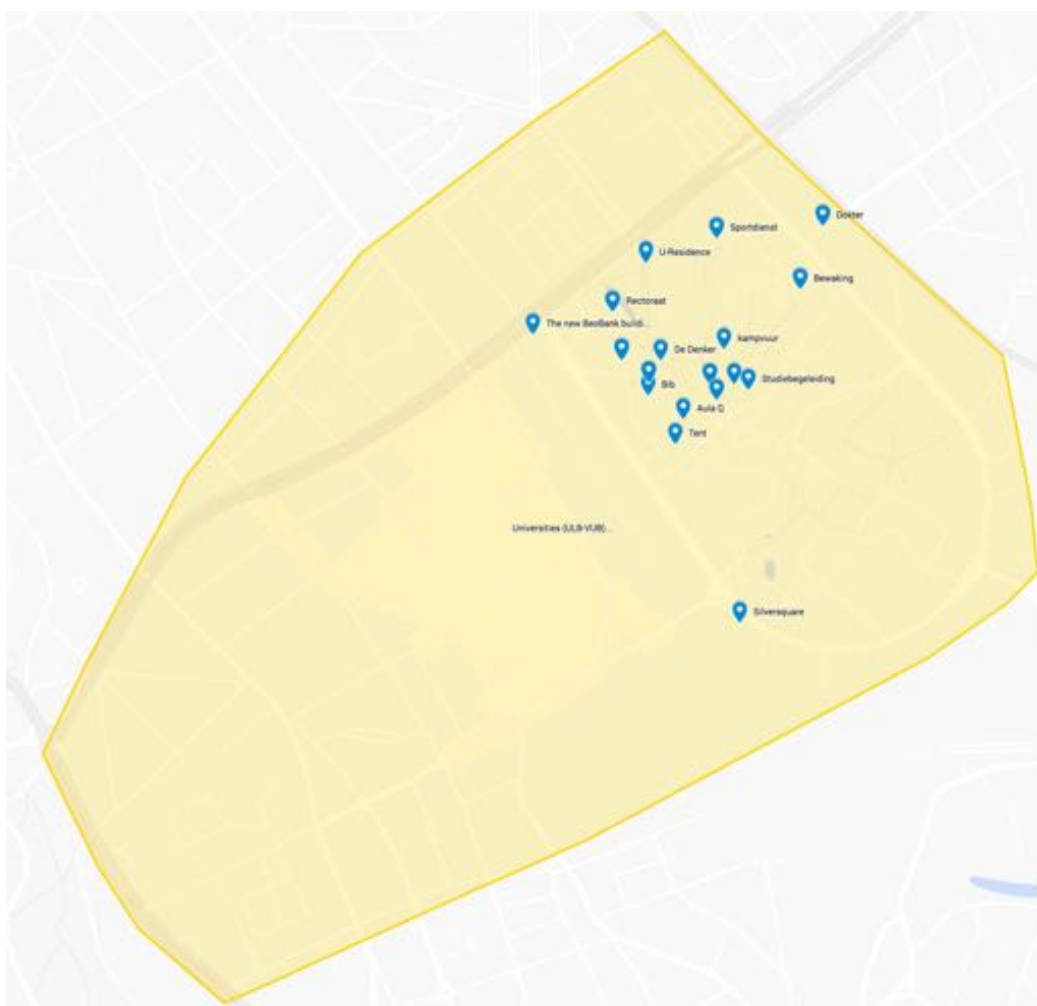 Dokter
Sportdienst
U-Residence
Bewaking
Rectoraat
The new BeoBank buildi...
kampvuur
De Denker
Studiebegeleiding
Bib
Aula Q
Tent
Universities (ULB-VUB)...
Silversquare